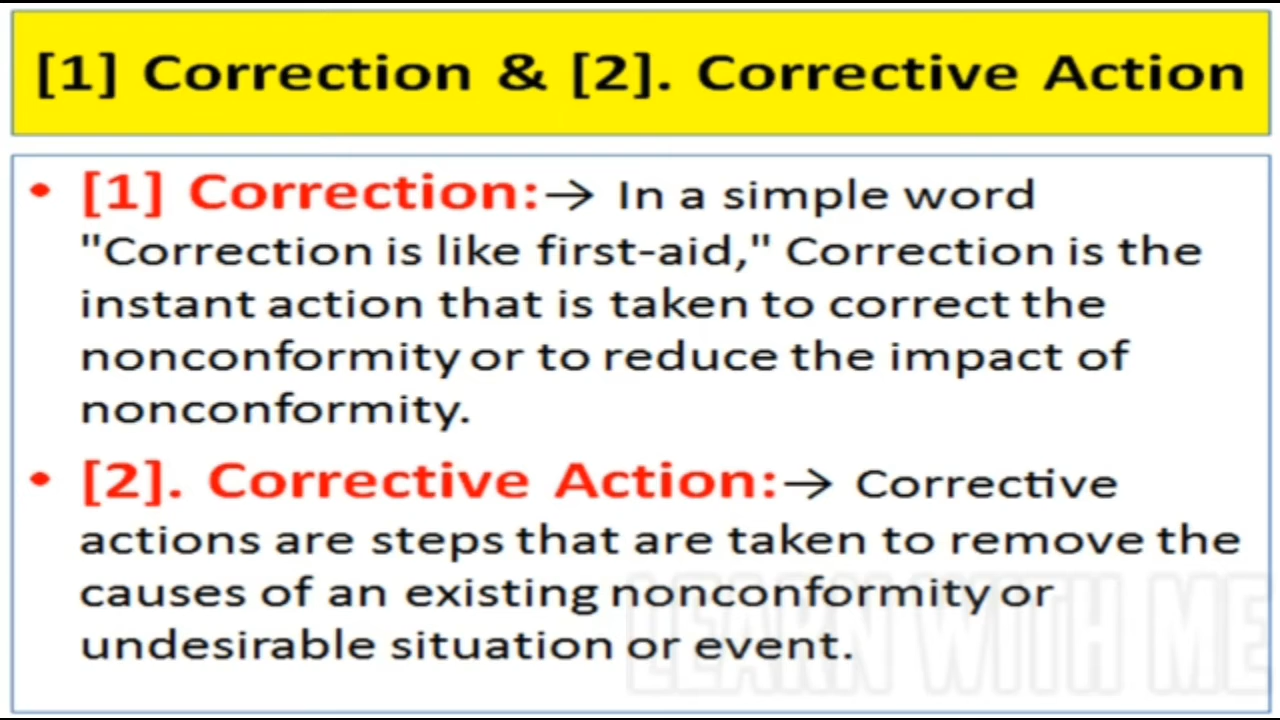 [1] Correction & [2]. Corrective Action
• [1] Correction:→ In a simple word
"Correction is like first-aid," Correction is the
instant action that is taken to correct the
nonconformity or to reduce the impact of
nonconformity.
• [2]. Corrective Action:→ Corrective
actions are steps that are taken to remove the
causes of an existing nonconformity or
undesirable situation or event.
LEARN WITH ME